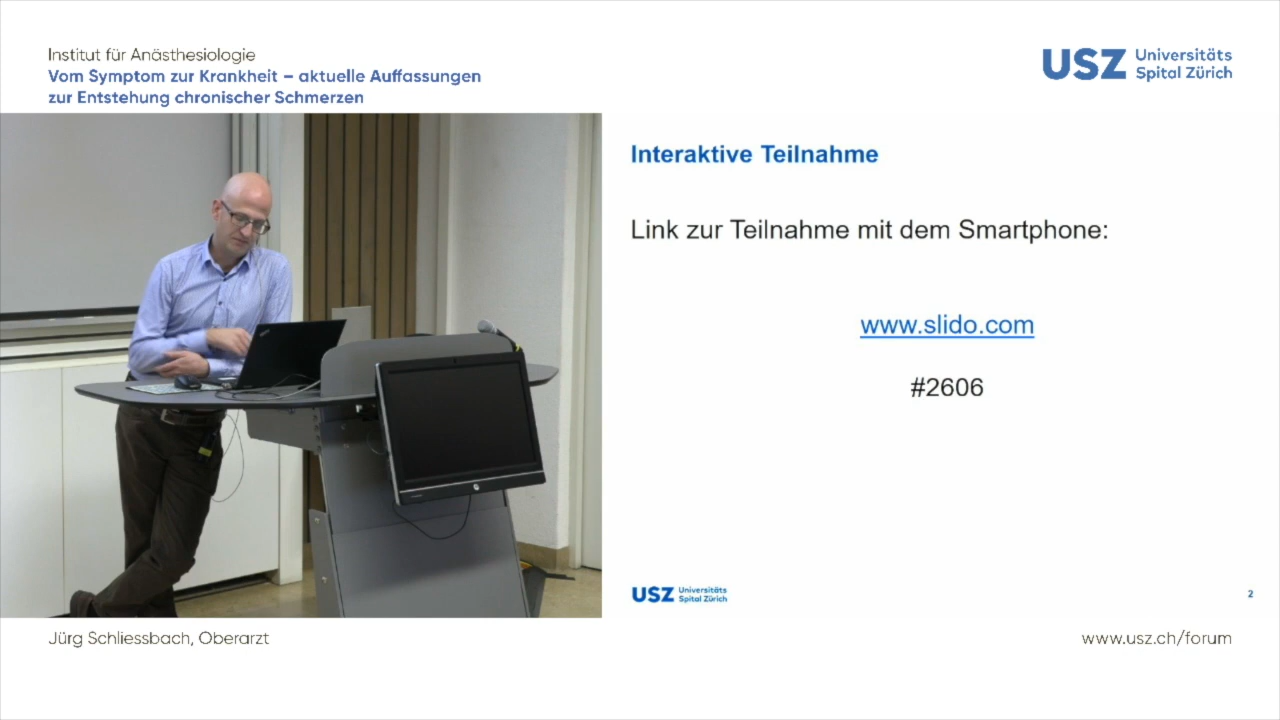 Institut für Anästhesiologie
Vom Symptom zur Krankheit – aktuelle Auffassungen
zur Entstehung chronischer Schmerzen
USZ Universitäts
Spital Zürich
Interaktive Teilnahme
Link zur Teilnahme mit dem Smartphone:
www.slido.com
#2606
USZ Universitäts
Spital Zürich
2
Jürg Schliessbach, Oberarzt
www.usz.ch/forum